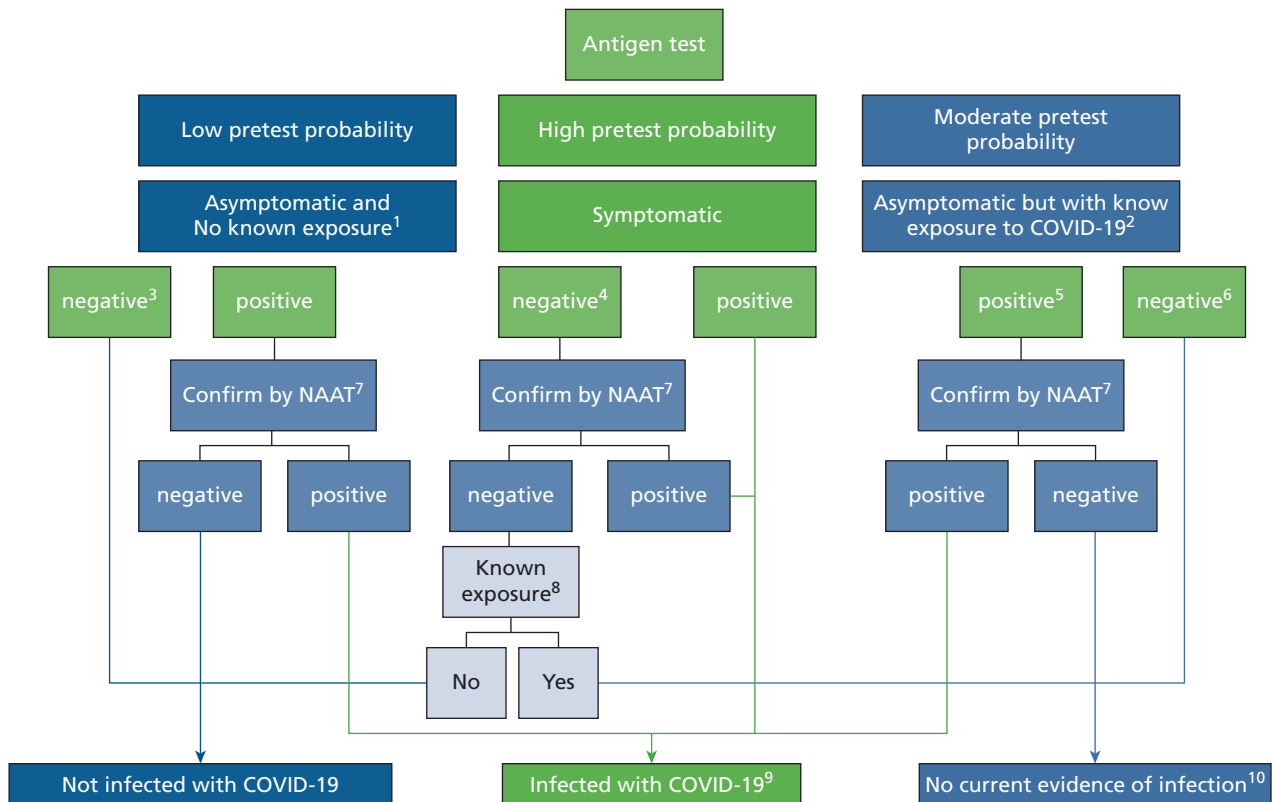 Antigen test
Low pretest probability
High pretest probability
Moderate pretest
probability
Asymptomatic and
No known exposure¹
Symptomatic
Asymptomatic but with know
exposure to COVID-19²
negative³
positive
negative⁴
positive
positive⁵
negative⁶
Confirm by NAAT⁷
Confirm by NAAT⁷
Confirm by NAAT⁷
negative
positive
negative
positive
positive
negative
Known
exposure⁸
No
Yes
Not infected with COVID-19
Infected with COVID-19⁹
No current evidence of infection¹⁰